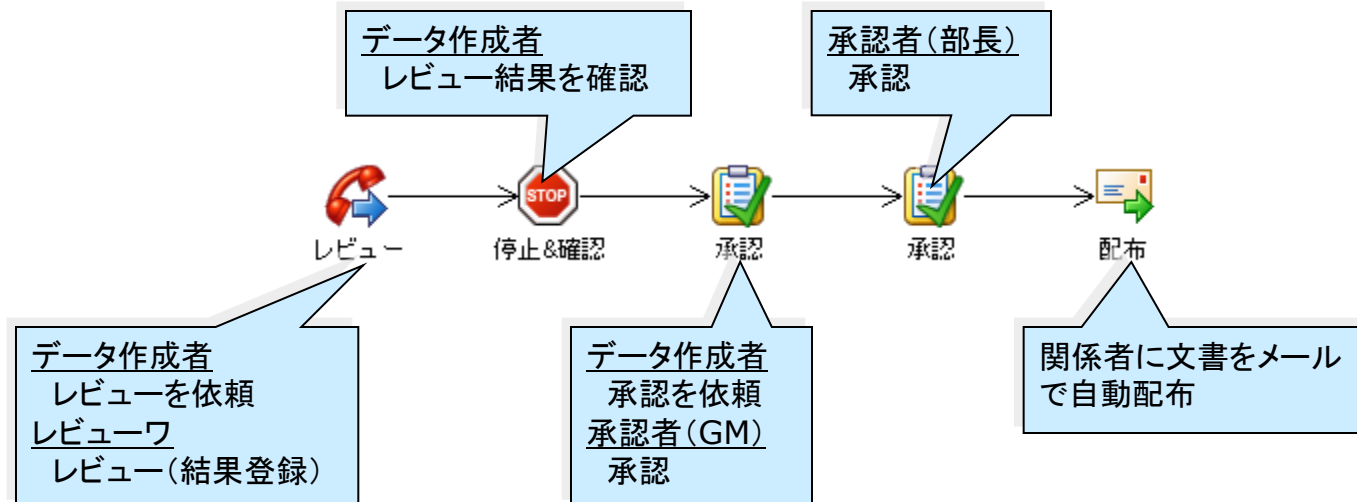 データ作成者
レビュー結果を確認
承認者(部長)
承認
STOP
レビュー
停止&確認
承認
承認
配布
データ作成者
レビューを依頼
レビューワ
レビュー(結果登録)
データ作成者
承認を依頼
承認者(GM)
承認
関係者に文書をメール
で自動配布